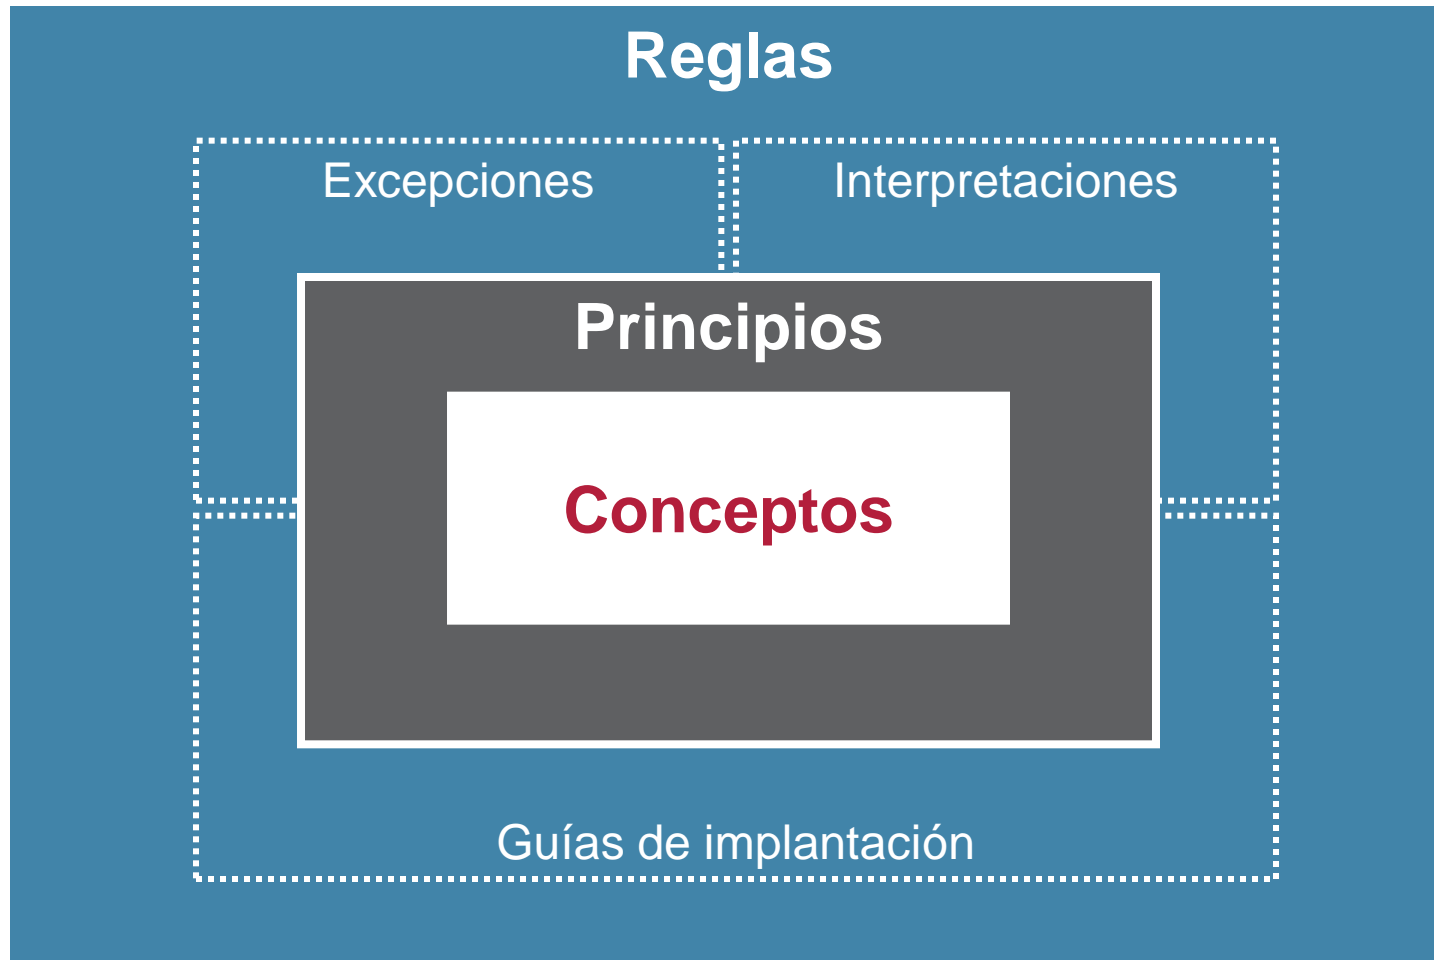 Reglas
Excepciones
Interpretaciones
Principios
Conceptos
Guías de implantación